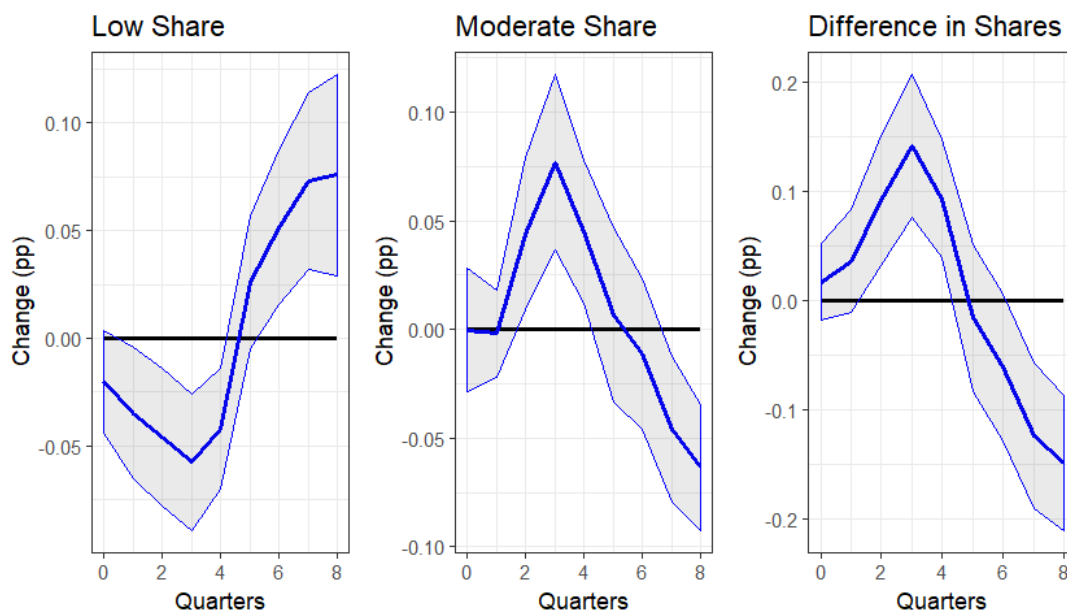 Low Share
Change (pp)
0.10
0.05
0.00
-0.05
0 2 4 6 8
Quarters
Moderate Share
Change (pp)
0.10
0.05
0.00
-0.05
-0.10
0 2 4 6 8
Quarters
Difference in Shares
Change (pp)
0.2
0.1
0.0
-0.1
-0.2
0 2 4 6 8
Quarters